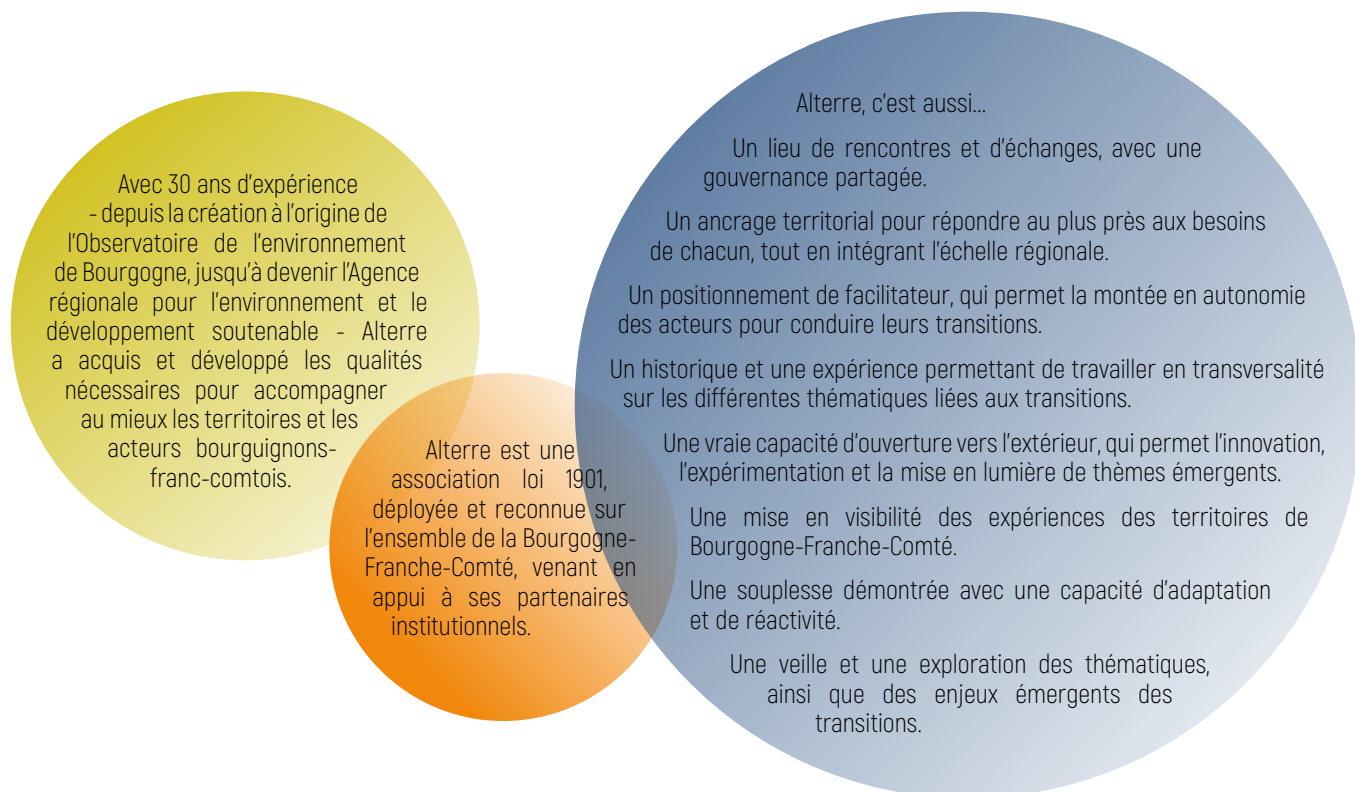 Avec 30 ans d'expérience
- depuis la création à l'origine de
l'Observatoire de l'environnement
de Bourgogne, jusqu'à devenir l'Agence
régionale pour l'environnement et le
développement soutenable - Alterre
a acquis et développé les qualités
nécessaires pour accompagner
au mieux les territoires et les
acteurs bourguignons-
franc-comtois.
Alterre est une
association loi 1901,
déployée et reconnue sur
l'ensemble de la Bourgogne-
Franche-Comté, venant en
appui à ses partenaires
institutionnels.
Alterre, c'est aussi...
Un lieu de rencontres et d'échanges, avec une
gouvernance partagée.
Un ancrage territorial pour répondre au plus près aux besoins
de chacun, tout en intégrant l'échelle régionale.
Un positionnement de facilitateur, qui permet la montée en autonomie
des acteurs pour conduire leurs transitions.
Un historique et une expérience permettant de travailler en transversalité
sur les différentes thématiques liées aux transitions.
Une vraie capacité d'ouverture vers l'extérieur, qui permet l'innovation,
l'expérimentation et la mise en lumière de thèmes émergents.
Une mise en visibilité des expériences des territoires de
Bourgogne-Franche-Comté.
Une souplesse démontrée avec une capacité d'adaptation
et de réactivité.
Une veille et une exploration des thématiques,
ainsi que des enjeux émergents des
transitions.